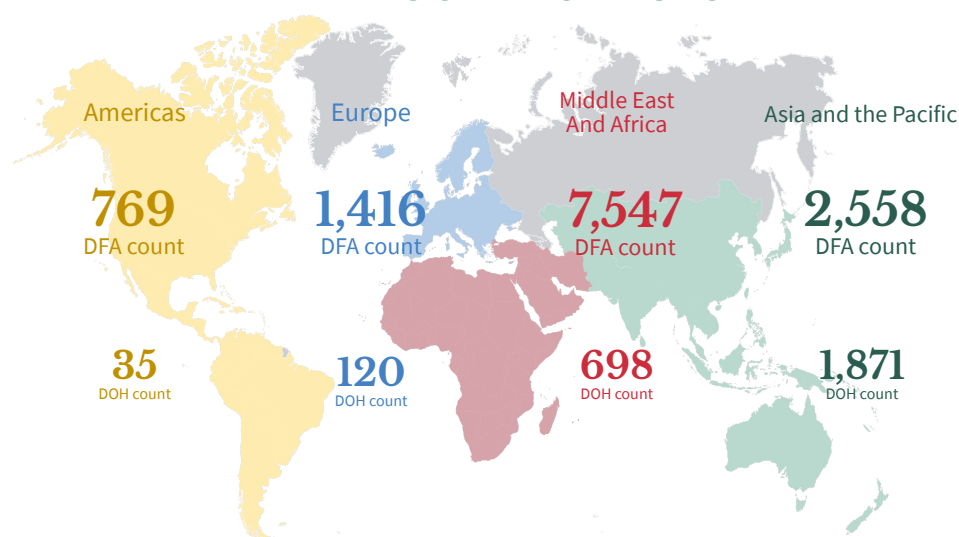 Americas
769
DFA count
35
DOH count
Europe
1,416
DFA count
120
DOH count
Middle East
And Africa
7,547
DFA count
698
DOH count
Asia and the Pacific
2,558
DFA count
1,871
DOH count